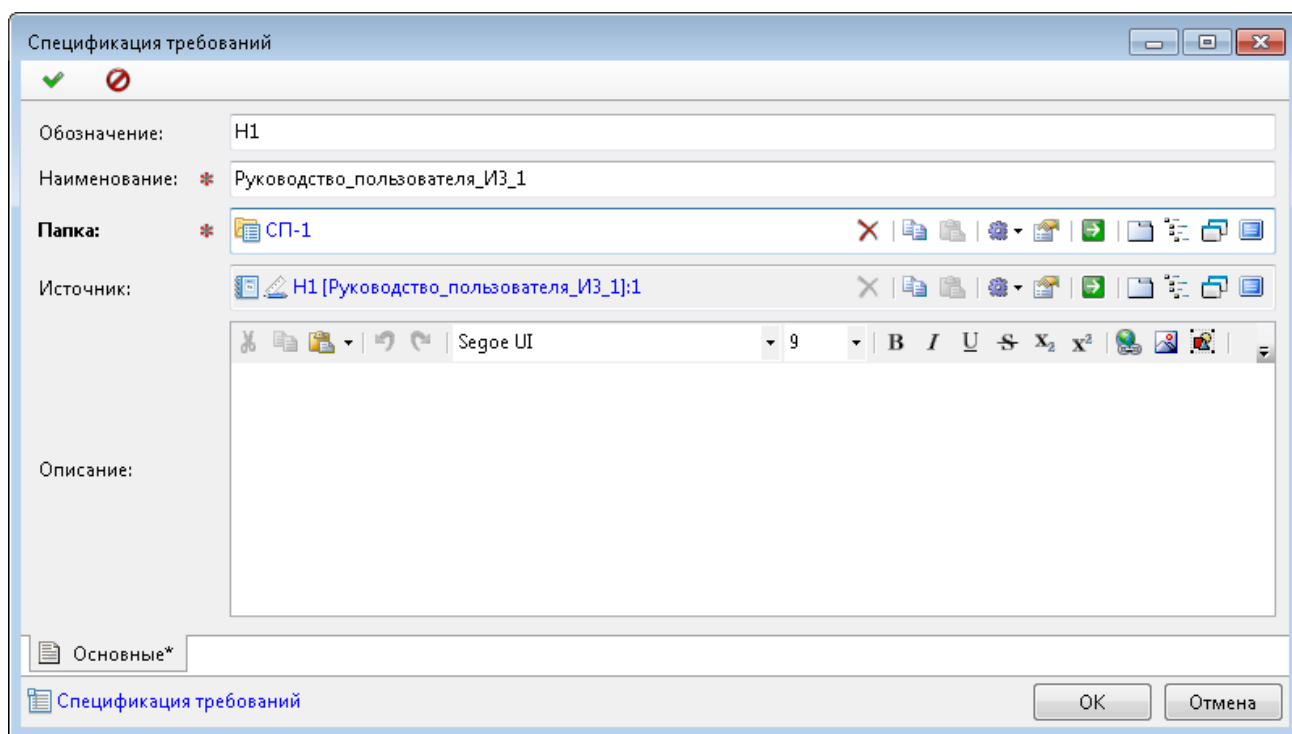 Спецификация требований
Обозначение: Н1
Наименование: * Руководство_пользователя_ИЗ_1
Папка: * СП-1
Источник: Н1 [Руководство_пользователя_ИЗ_1]:1
Segoe UI 9 B I U S X₂ x²
Описание:
Основные*
Спецификация требований OK Отмена